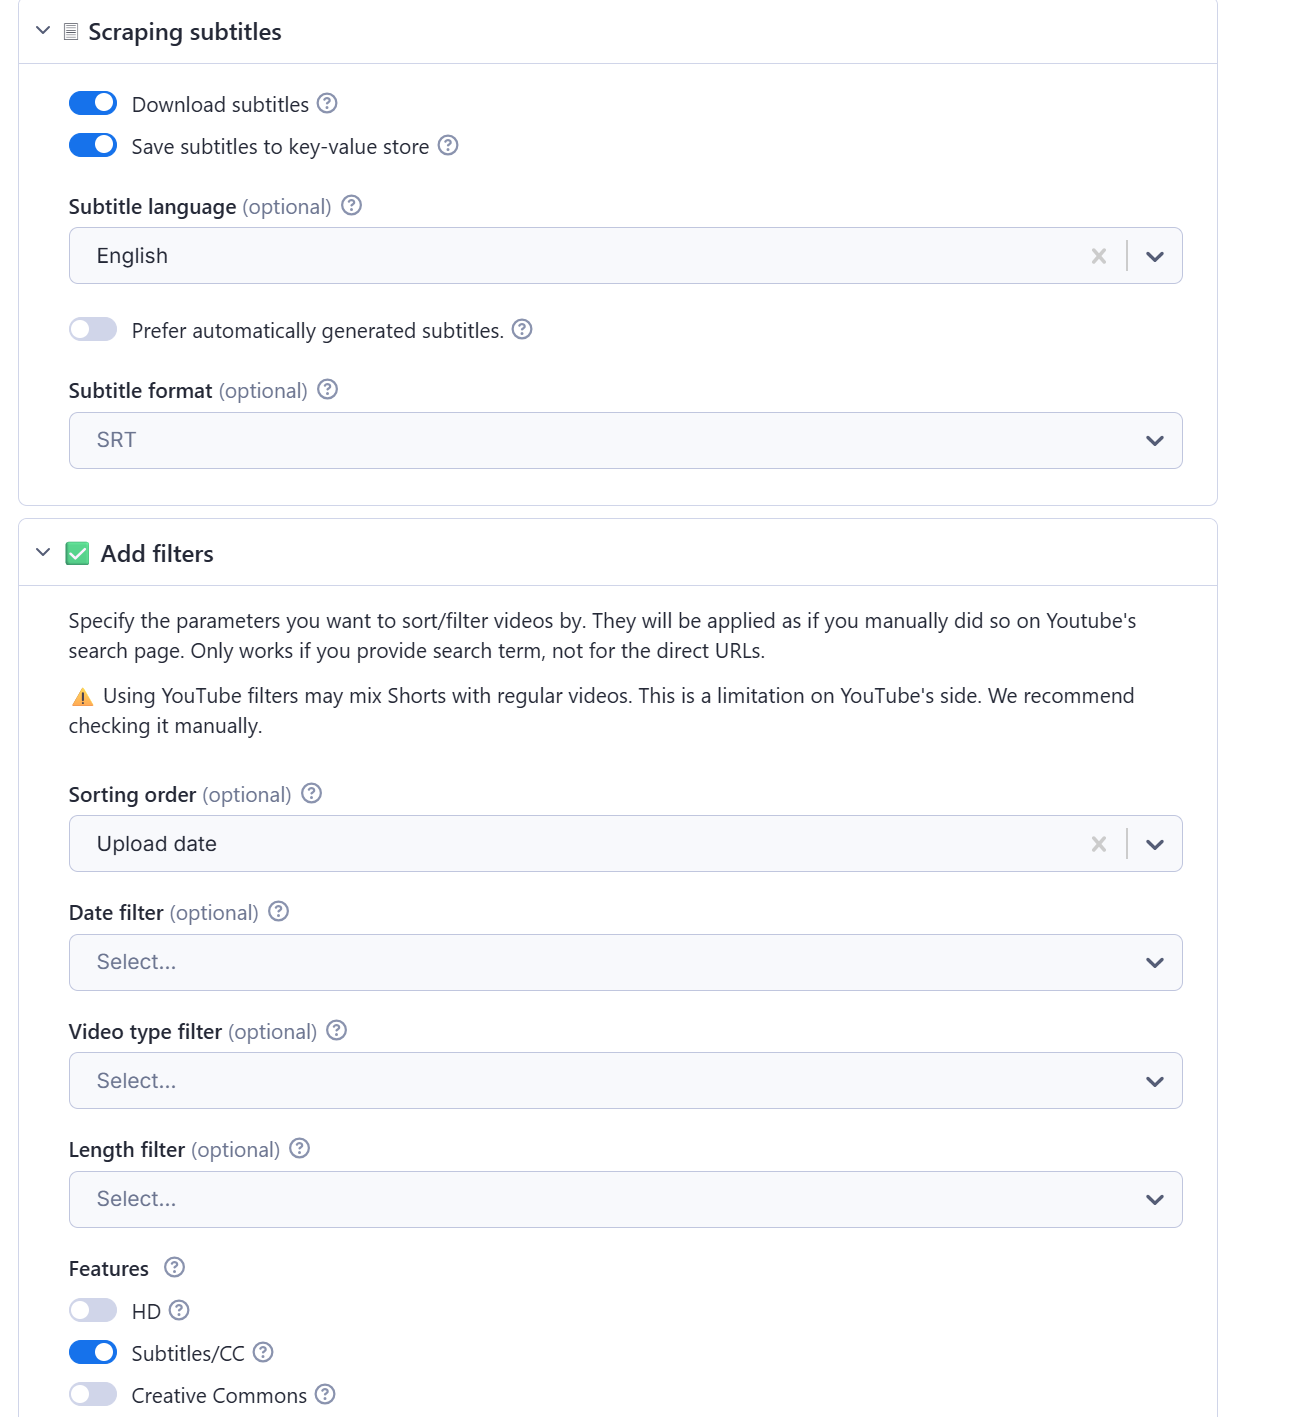 Scraping subtitles
Download subtitles
Save subtitles to key-value store
Subtitle language (optional)
English
Prefer automatically generated subtitles.
Subtitle format (optional)
SRT
Add filters
Specify the parameters you want to sort/filter videos by. They will be applied as if you manually did so on Youtube's
search page. Only works if you provide search term, not for the direct URLs.
⚠️ Using YouTube filters may mix Shorts with regular videos. This is a limitation on YouTube's side. We recommend
checking it manually.
Sorting order (optional)
Upload date
Date filter (optional)
Select...
Video type filter (optional)
Select...
Length filter (optional)
Select...
Features
HD
Subtitles/CC
Creative Commons